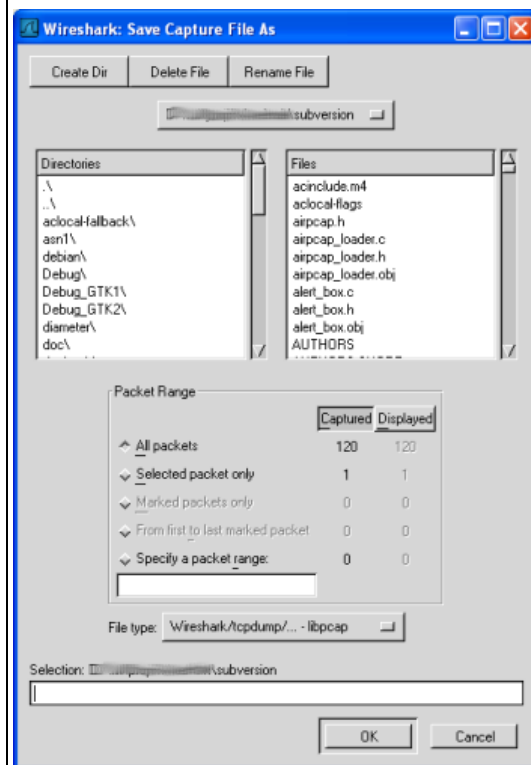 Wireshark: Save Capture File As
Create Dir Delete File Rename File
\subversion
Directories
.\
..\
aclocal-fallback\
asn1\
debian\
Debug\
Debug_GTK1\
Debug_GTK2\
diameter\
doc\
Files
acinclude.m4
aclocal-flags
airpcap.h
airpcap_loader.c
airpcap_loader.h
airpcap_loader.obj
alert_box.c
alert_box.h
alert_box.obj
AUTHORS
Packet Range
Captured Displayed
All packets 120 120
Selected packet only 1 1
Marked packets only 0 0
From first to last marked packet 0 0
Specify a packet range: 0 0
File type: Wireshark/tcpdump/... - libpcap
Selection: \subversion
OK Cancel